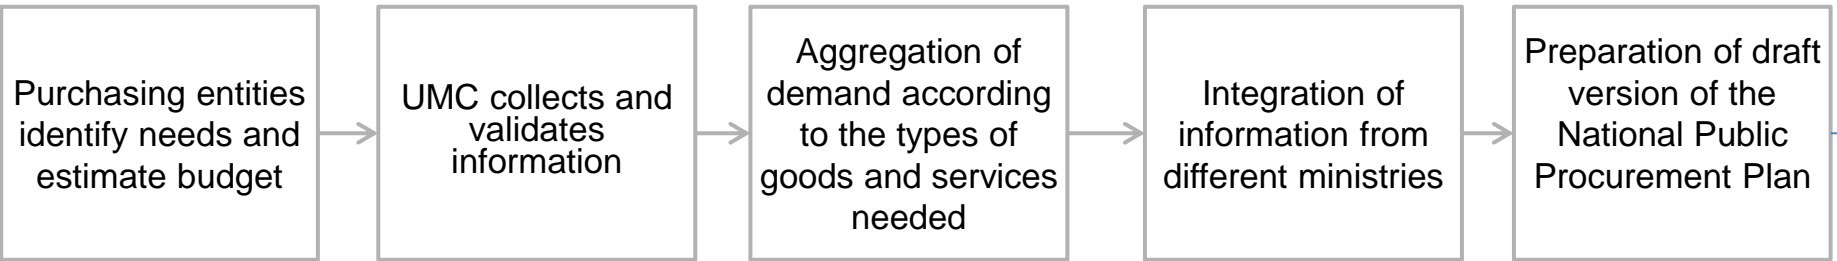 Purchasing entities
identify needs and
estimate budget
UMC collects and
validates
information
Aggregation of
demand according
to the types of
goods and services
needed
Integration of
information from
different ministries
Preparation of draft
version of the
National Public
Procurement Plan